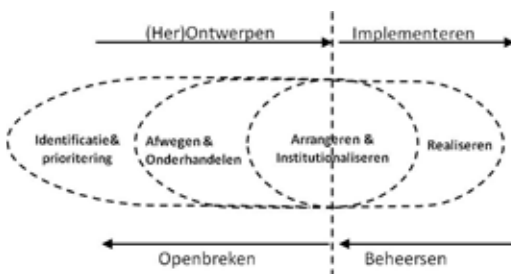 (Her)Ontwerpen
Implementeren
Identificatie&
prioritering
Afwegen &
Onderhandelen
Arrangeren &
Institutionaliseren
Realiseren
Openbreken
Beheersen